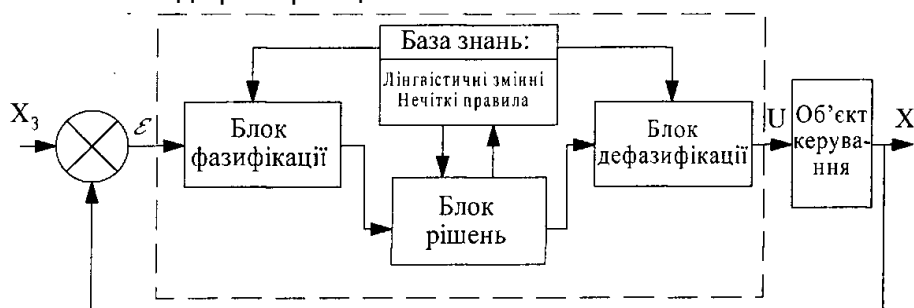 База знань:
Лінгвістичні змінні
Нечіткі правила
X₃
ℰ
Блок
фазифікації
Блок
рішень
Блок
дефазифікації
U
Об’єкт
керува-
ння
X